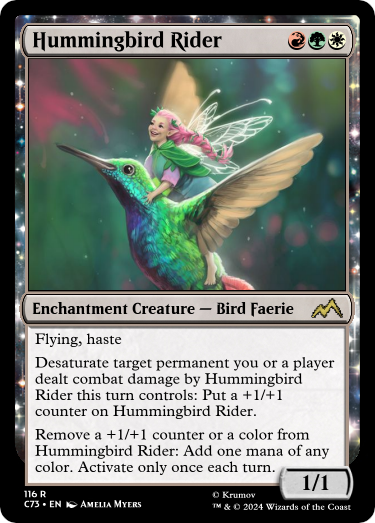 Hummingbird Rider
Enchantment Creature — Bird Faerie
Flying, haste
Desaturate target permanent you or a player
dealt combat damage by Hummingbird
Rider this turn controls: Put a +1/+1
counter on Hummingbird Rider.
Remove a +1/+1 counter or a color from
Hummingbird Rider: Add one mana of any
color. Activate only once each turn.
1/1
116 R
C73 • EN Amelia Myers
© Krumov
™ & © 2024 Wizards of the Coast